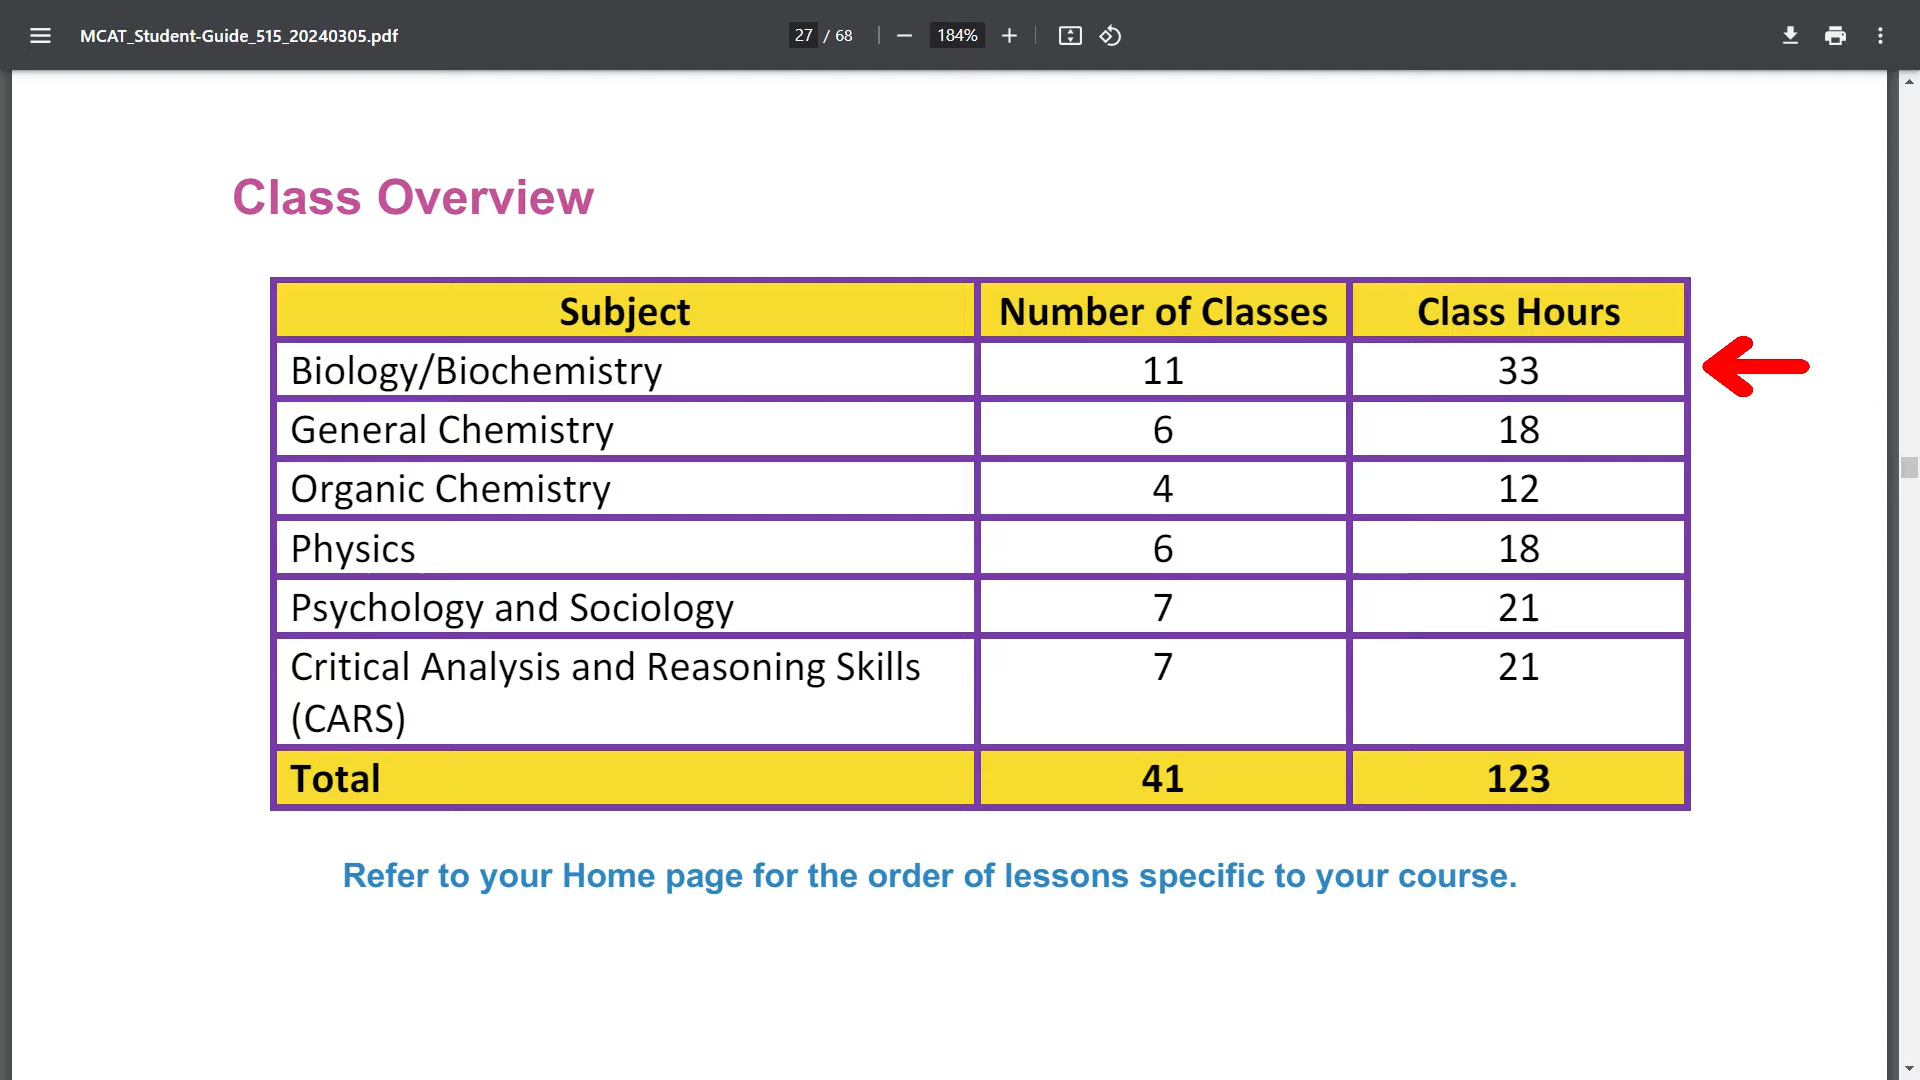 MCAT_Student-Guide_515_20240305.pdf 27 / 68 184%
Class Overview
Subject Number of Classes Class Hours
Biology/Biochemistry 11 33
General Chemistry 6 18
Organic Chemistry 4 12
Physics 6 18
Psychology and Sociology 7 21
Critical Analysis and Reasoning Skills 7 21
(CARS)
Total 41 123
Refer to your Home page for the order of lessons specific to your course.